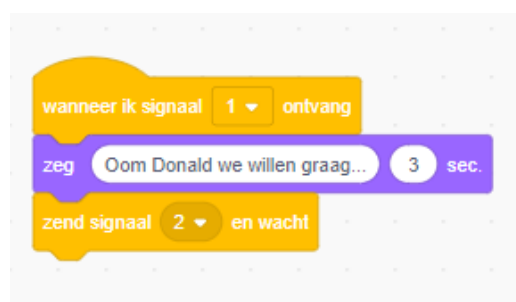 wanneer ik signaal 1 ontvang
zeg Oom Donald we willen graag... 3 sec.
zend signaal 2 en wacht